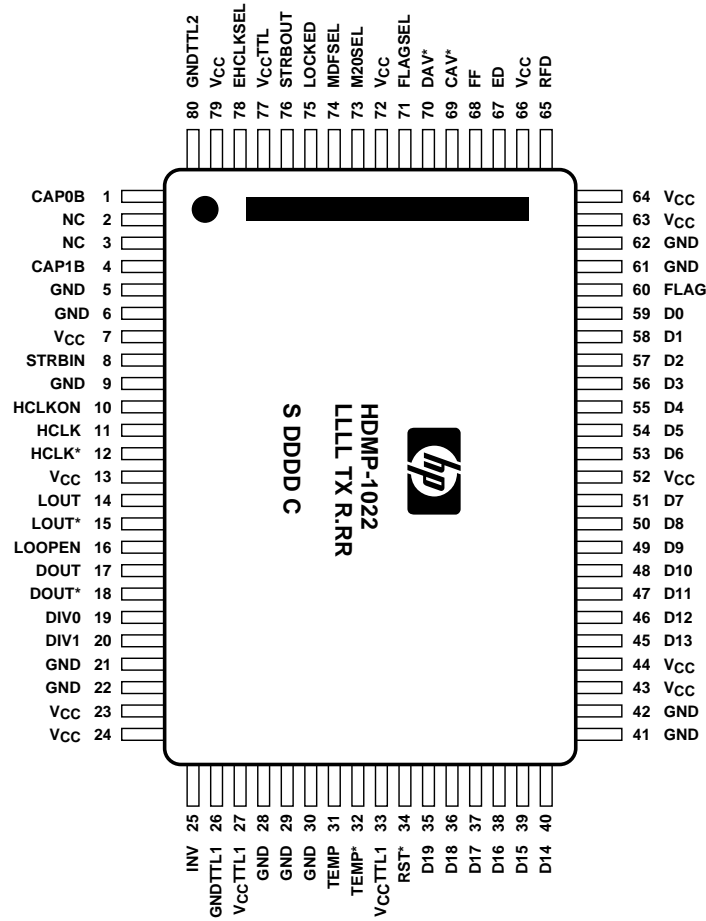 80 GNDTTL2
79 VCC
78 EHCLKSEL
77 VCCTTL
76 STRBOUT
75 LOCKED
74 MDFSEL
73 M20SEL
72 VCC
71 FLAGSEL
70 DAV*
69 CAV*
68 FF
67 ED
66 VCC
65 RFD
CAP0B 1
NC 2
NC 3
CAP1B 4
GND 5
GND 6
VCC 7
STRBIN 8
GND 9
HCLKON 10
HCLK 11
HCLK* 12
VCC 13
LOUT 14
LOUT* 15
LOOPEN 16
DOUT 17
DOUT* 18
DIV0 19
DIV1 20
GND 21
GND 22
VCC 23
VCC 24
hp
HDMP-1022
LLLL TX R.RR
S DDDD C
64 VCC
63 VCC
62 GND
61 GND
60 FLAG
59 D0
58 D1
57 D2
56 D3
55 D4
54 D5
53 D6
52 VCC
51 D7
50 D8
49 D9
48 D10
47 D11
46 D12
45 D13
44 VCC
43 VCC
42 GND
41 GND
INV 25
GNDTTL1 26
VCCTTL1 27
GND 28
GND 29
GND 30
TEMP 31
TEMP* 32
VCCTTL1 33
RST* 34
D19 35
D18 36
D17 37
D16 38
D15 39
D14 40